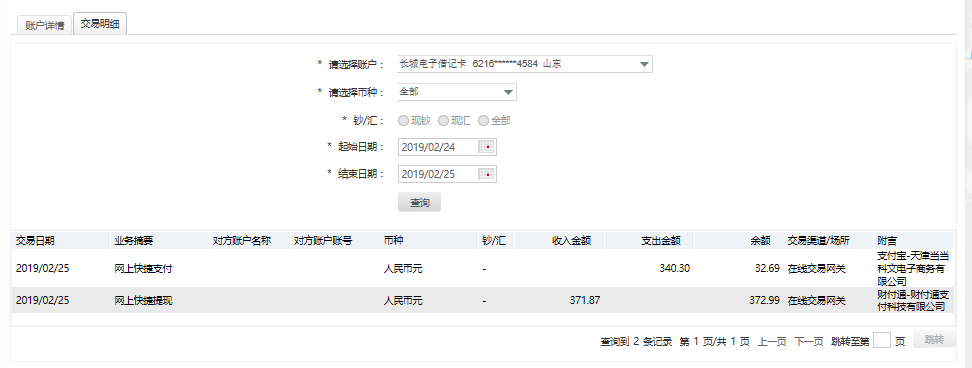 账户详情 交易明细
* 请选择账户： 长城电子借记卡 6216******4584 山东
* 请选择币种： 全部
* 钞/汇： 现钞 现汇 全部
* 起始日期： 2019/02/24
* 结束日期： 2019/02/25
查询
交易日期 业务摘要 对方账户名称 对方账户账号 币种 钞/汇 收入金额 支出金额 余额 交易渠道/场所 附言
2019/02/25 网上快捷支付 人民币元 - 340.30 32.69 在线交易网关 支付宝-天津当当
科文电子商务有
限公司
2019/02/25 网上快捷提现 人民币元 - 371.87 372.99 在线交易网关 财付通-财付通支
付科技有限公司
查询到 2 条记录 第 1 页/共 1 页 上一页 下一页 跳转至第 页 跳转